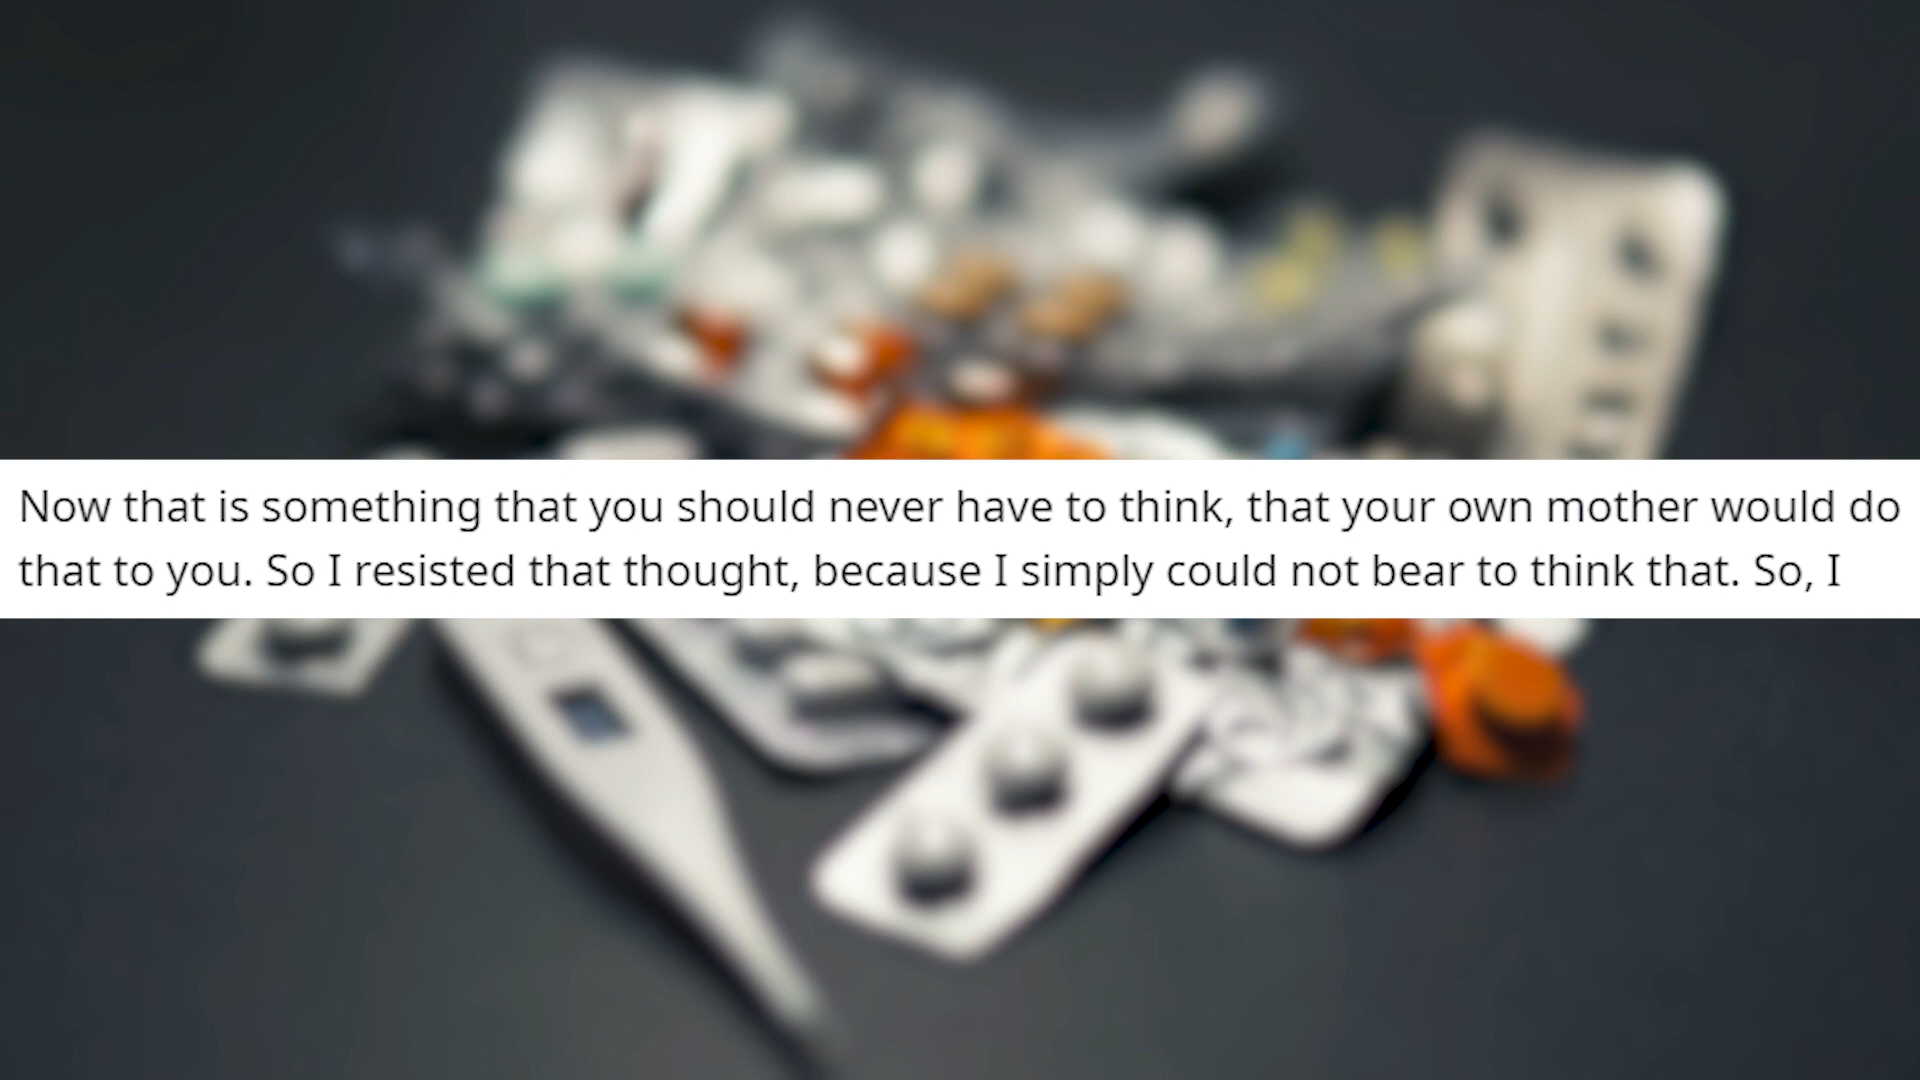 Now that is something that you should never have to think, that your own mother would do
that to you. So I resisted that thought, because I simply could not bear to think that. So, I